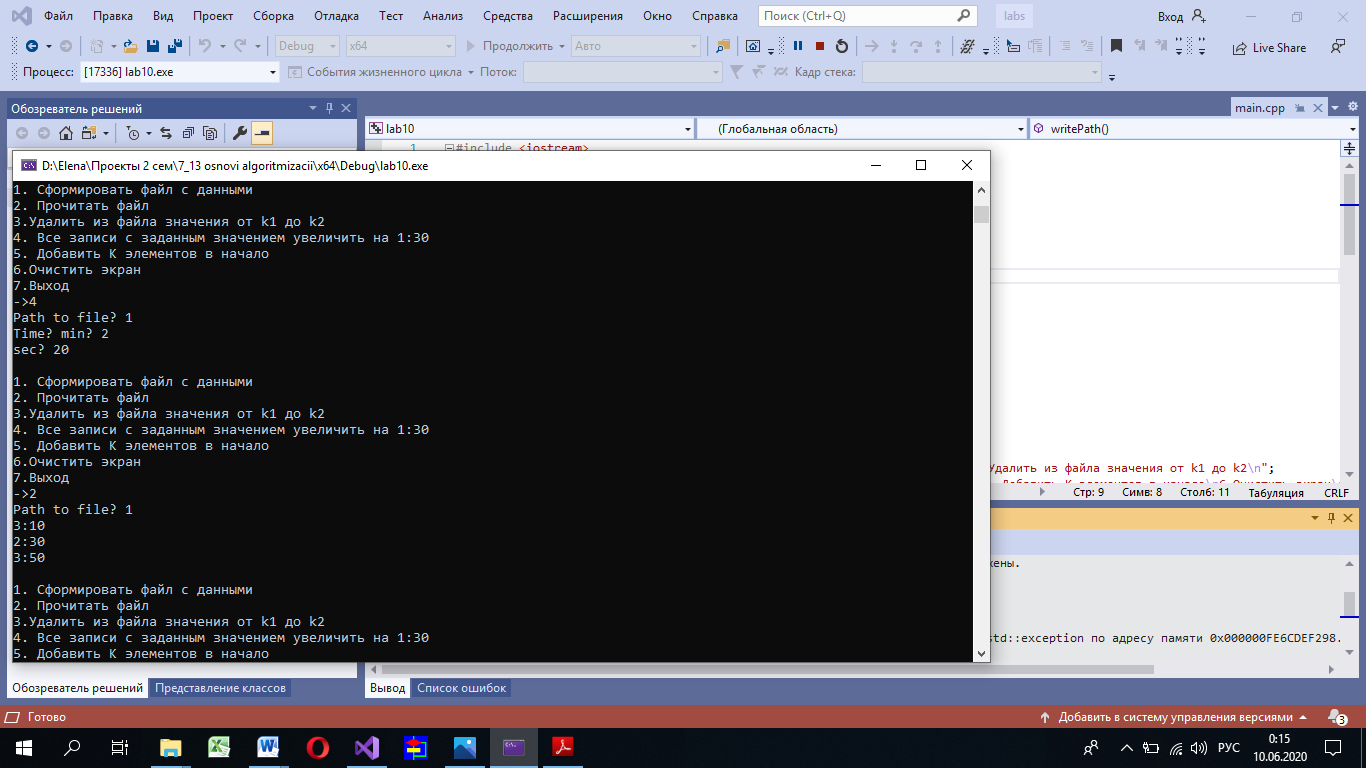 Файл Правка Вид Проект Сборка Отладка Тест Анализ Средства Расширения Окно Справка Поиск (Ctrl+Q) labs Вход
Debug x64 Продолжить Авто Live Share
Процесс: [17336] lab10.exe События жизненного цикла Поток: Кадр стека:
Обозреватель решений
main.cpp
lab10 (Глобальная область) writePath()
1 #include <iostream>
D:\Elena\Проекты 2 сем\7_13 osnovi algoritmizacii\x64\Debug\lab10.exe
1. Сформировать файл с данными
2. Прочитать файл
3.Удалить из файла значения от k1 до k2
4. Все записи с заданным значением увеличить на 1:30
5. Добавить К элементов в начало
6.Очистить экран
7.Выход
->4
Path to file? 1
Time? min? 2
sec? 20
1. Сформировать файл с данными
2. Прочитать файл
3.Удалить из файла значения от k1 до k2
4. Все записи с заданным значением увеличить на 1:30
5. Добавить К элементов в начало
6.Очистить экран
7.Выход
->2
Path to file? 1
3:10
2:30
3:50
1. Сформировать файл с данными
2. Прочитать файл
3.Удалить из файла значения от k1 до k2
4. Все записи с заданным значением увеличить на 1:30
5. Добавить К элементов в начало
Удалить из файла значения от k1 до k2\n";
Стр: 9 Симв: 8 Столб: 11 Табуляция CRLF
жены.
std::exception по адресу памяти 0x000000FE6CDEF298.
Обозреватель решений Представление классов Вывод Список ошибок
Готово Добавить в систему управления версиями 3
РУС 0:15
10.06.2020